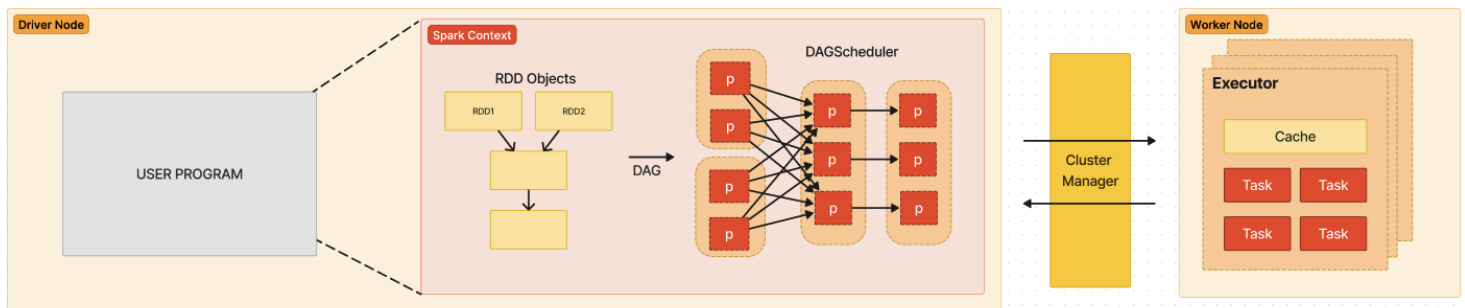 Driver Node
USER PROGRAM
Spark Context
RDD Objects
RDD1
RDD2
DAG
DAGScheduler
p
p
p
p
p
p
p
p
p
p
Cluster
Manager
Worker Node
Executor
Cache
Task
Task
Task
Task